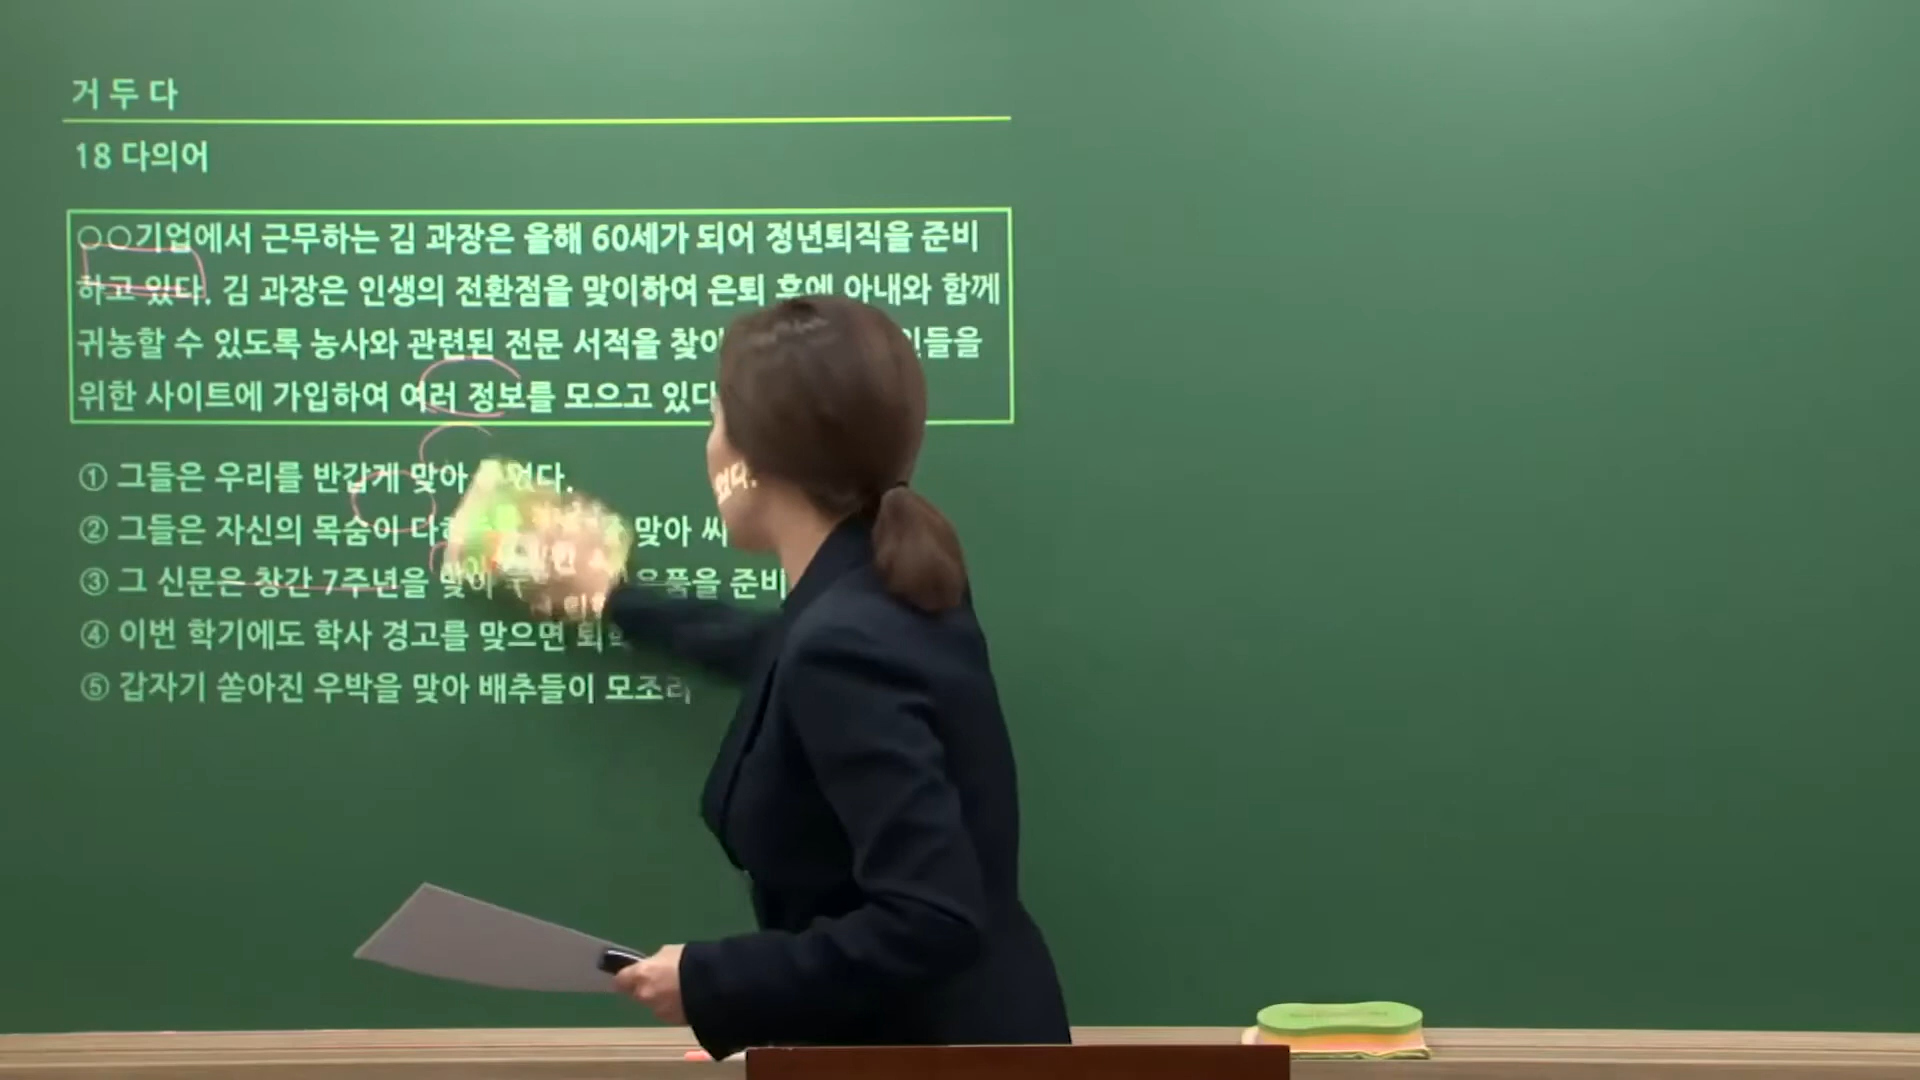 거 두 다
18 다의어
○○기업에서 근무하는 김 과장은 올해 60세가 되어 정년퇴직을 준비
하고 있다. 김 과장은 인생의 전환점을 맞이하여 은퇴 후에 아내와 함께
귀농할 수 있도록 농사와 관련된 전문 서적을
위한 사이트에 가입하여 여러 정보를 모으고 있다
① 그들은 우리를 반갑게 맞아
② 그들은 자신의 목숨이 맞아
③ 그 신문은 창간 7주년을 맞이
④ 이번 학기에도 학사 경고를 맞으면
⑤ 갑자기 쏟아진 우박을 맞아 배추들이 모조리